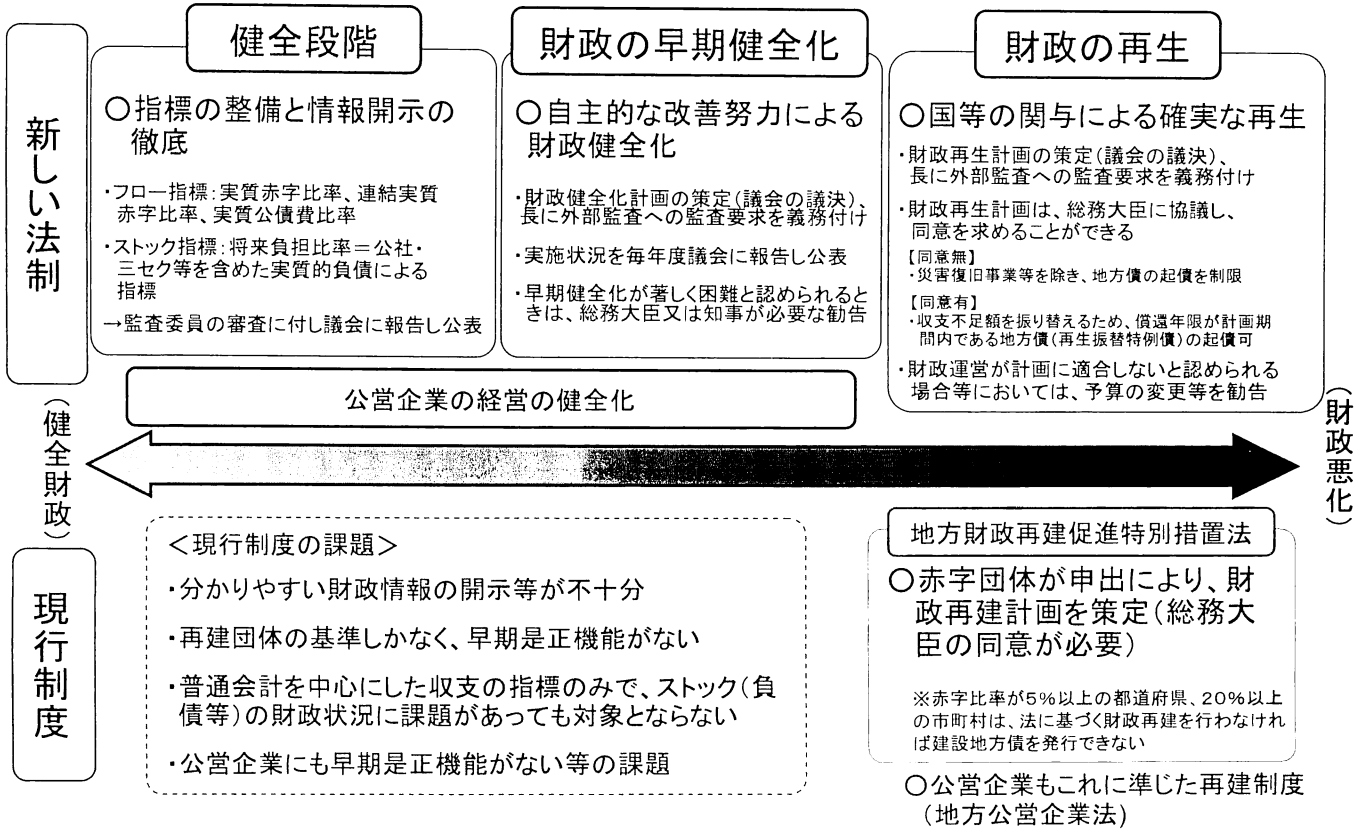 新しい法制
健全段階
○指標の整備と情報開示の
徹底
・フロー指標:実質赤字比率、連結実質
赤字比率、実質公債費比率
・ストック指標:将来負担比率=公社・
三セク等を含めた実質的負債による
指標
→監査委員の審査に付し議会に報告し公表
財政の早期健全化
○自主的な改善努力による
財政健全化
・財政健全化計画の策定(議会の議決)、
長に外部監査への監査要求を義務付け
・実施状況を毎年度議会に報告し公表
・早期健全化が著しく困難と認められると
きは、総務大臣又は知事が必要な勧告
財政の再生
○国等の関与による確実な再生
・財政再生計画の策定(議会の議決)、
長に外部監査への監査要求を義務付け
・財政再生計画は、総務大臣に協議し、
同意を求めることができる
【同意無】
・災害復旧事業等を除き、地方債の起債を制限
【同意有】
・収支不足額を振り替えるため、償還年限が計画期
間内である地方債(再生振替特例債)の起債可
・財政運営が計画に適合しないと認められる
場合等においては、予算の変更等を勧告
公営企業の経営の健全化
(健全財政)
(財政悪化)
現行制度
<現行制度の課題>
・分かりやすい財政情報の開示等が不十分
・再建団体の基準しかなく、早期是正機能がない
・普通会計を中心にした収支の指標のみで、ストック(負
債等)の財政状況に課題があっても対象とならない
・公営企業にも早期是正機能がない等の課題
地方財政再建促進特別措置法
○赤字団体が申出により、財
政再建計画を策定(総務大
臣の同意が必要)
※赤字比率が5%以上の都道府県、20%以上
の市町村は、法に基づく財政再建を行わなけれ
ば建設地方債を発行できない
○公営企業もこれに準じた再建制度
(地方公営企業法)